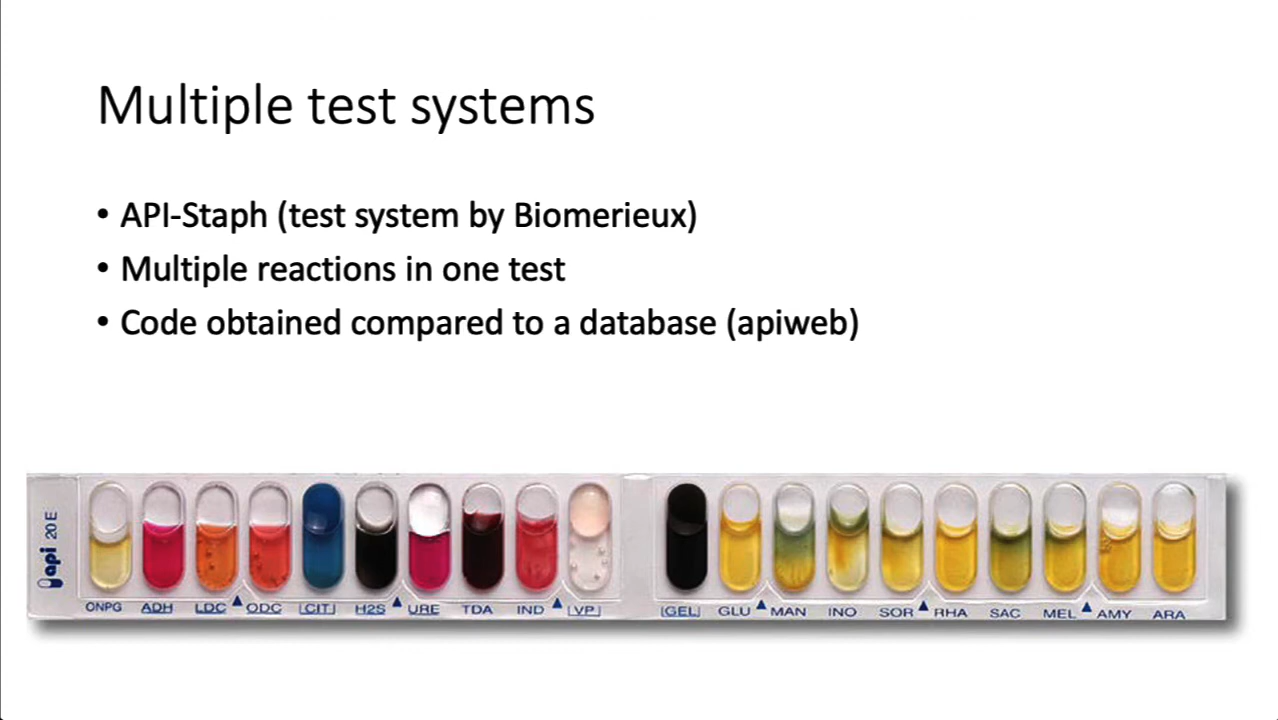 Multiple test systems
• API-Staph (test system by Biomerieux)
• Multiple reactions in one test
• Code obtained compared to a database (apiweb)
api 20 E
ONPG ADH LDC ODC CIT H2S URE TDA IND VP GEL GLU MAN INO SOR RHA SAC MEL AMY ARA